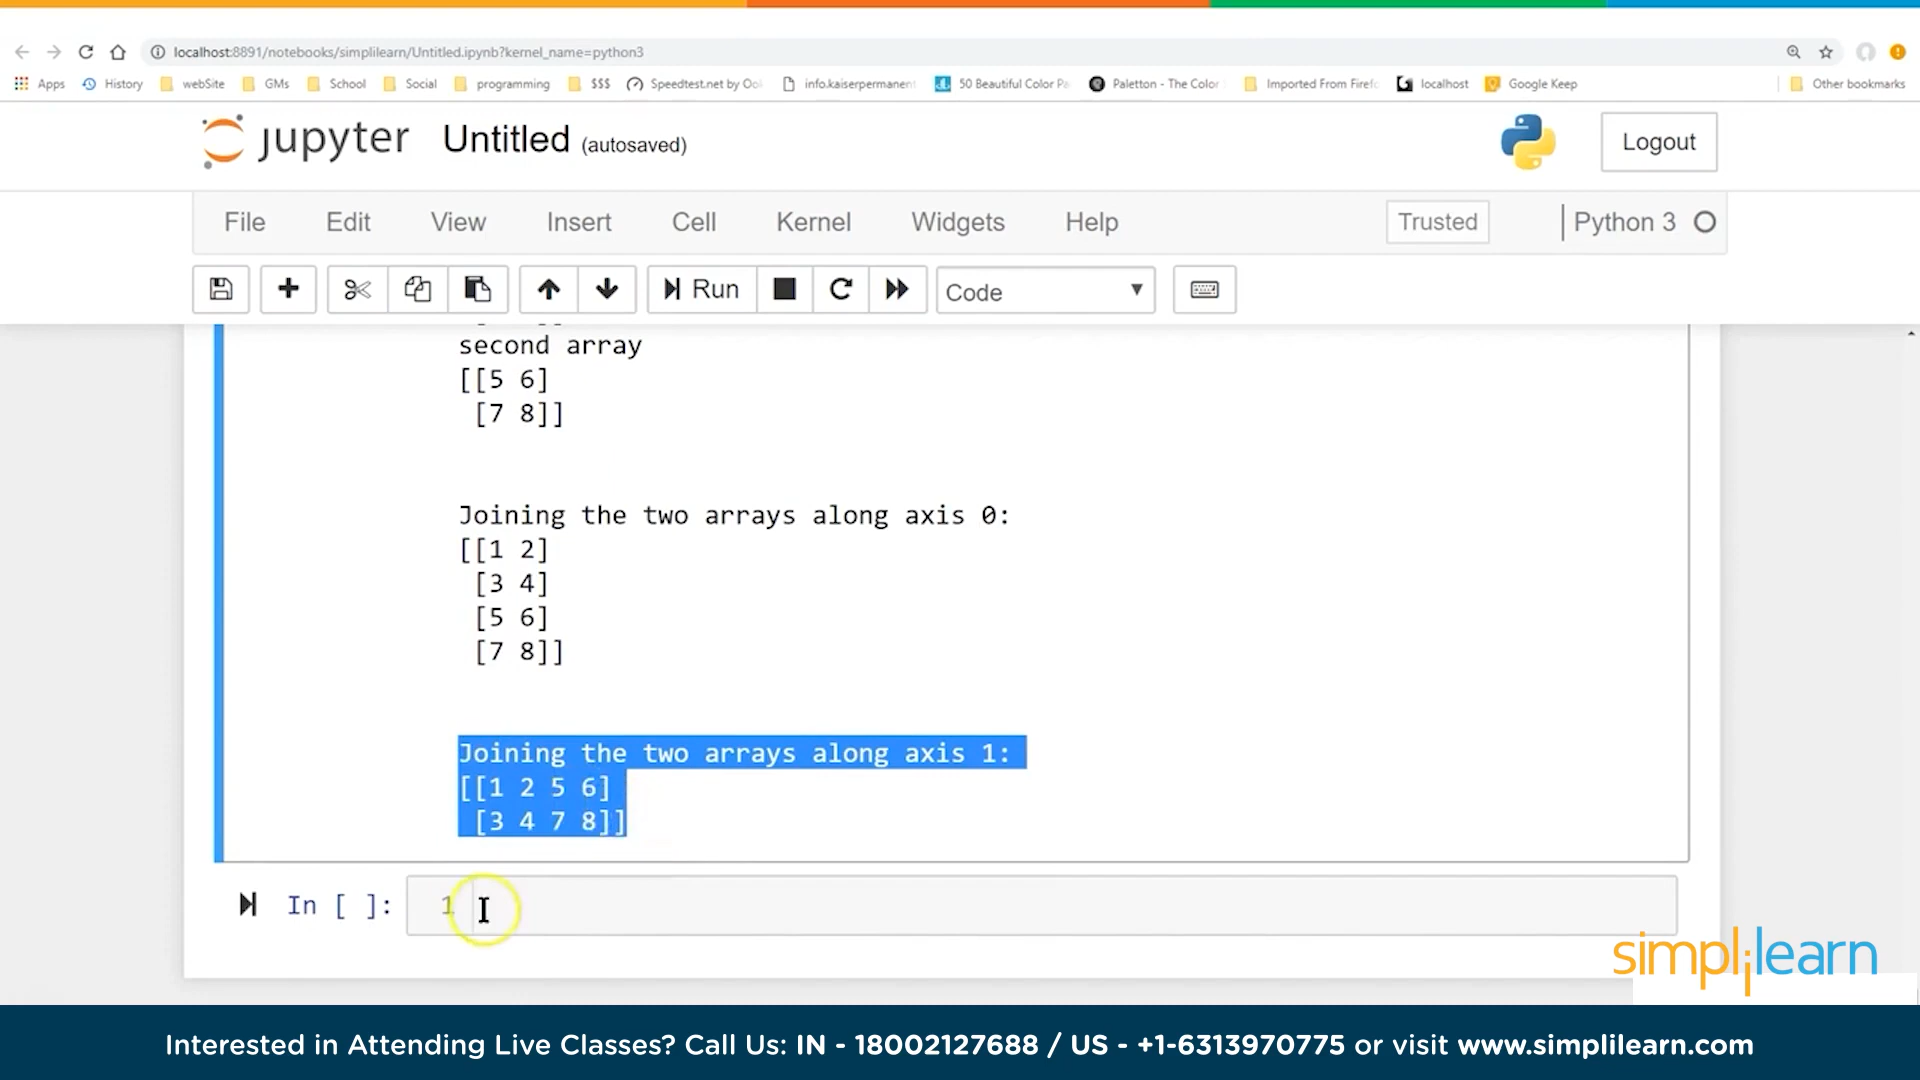 localhost:8891/notebooks/simplilearn/Untitled.ipynb?kernel_name=python3
Apps History webSite GMs School Social programming $$$ Speedtest.net by Ook info.kaiserpermanent 50 Beautiful Color Pa Paletton - The Color Imported From Firefo localhost Google Keep Other bookmarks
jupyter Untitled (autosaved) Logout
File Edit View Insert Cell Kernel Widgets Help Trusted Python 3
Run Code
second array
[[5 6]
[7 8]]
Joining the two arrays along axis 0:
[[1 2]
[3 4]
[5 6]
[7 8]]
Joining the two arrays along axis 1:
[[1 2 5 6]
[3 4 7 8]]
In [ ]: 1
simplilearn
Interested in Attending Live Classes? Call Us: IN - 18002127688 / US - +1-6313970775 or visit www.simplilearn.com